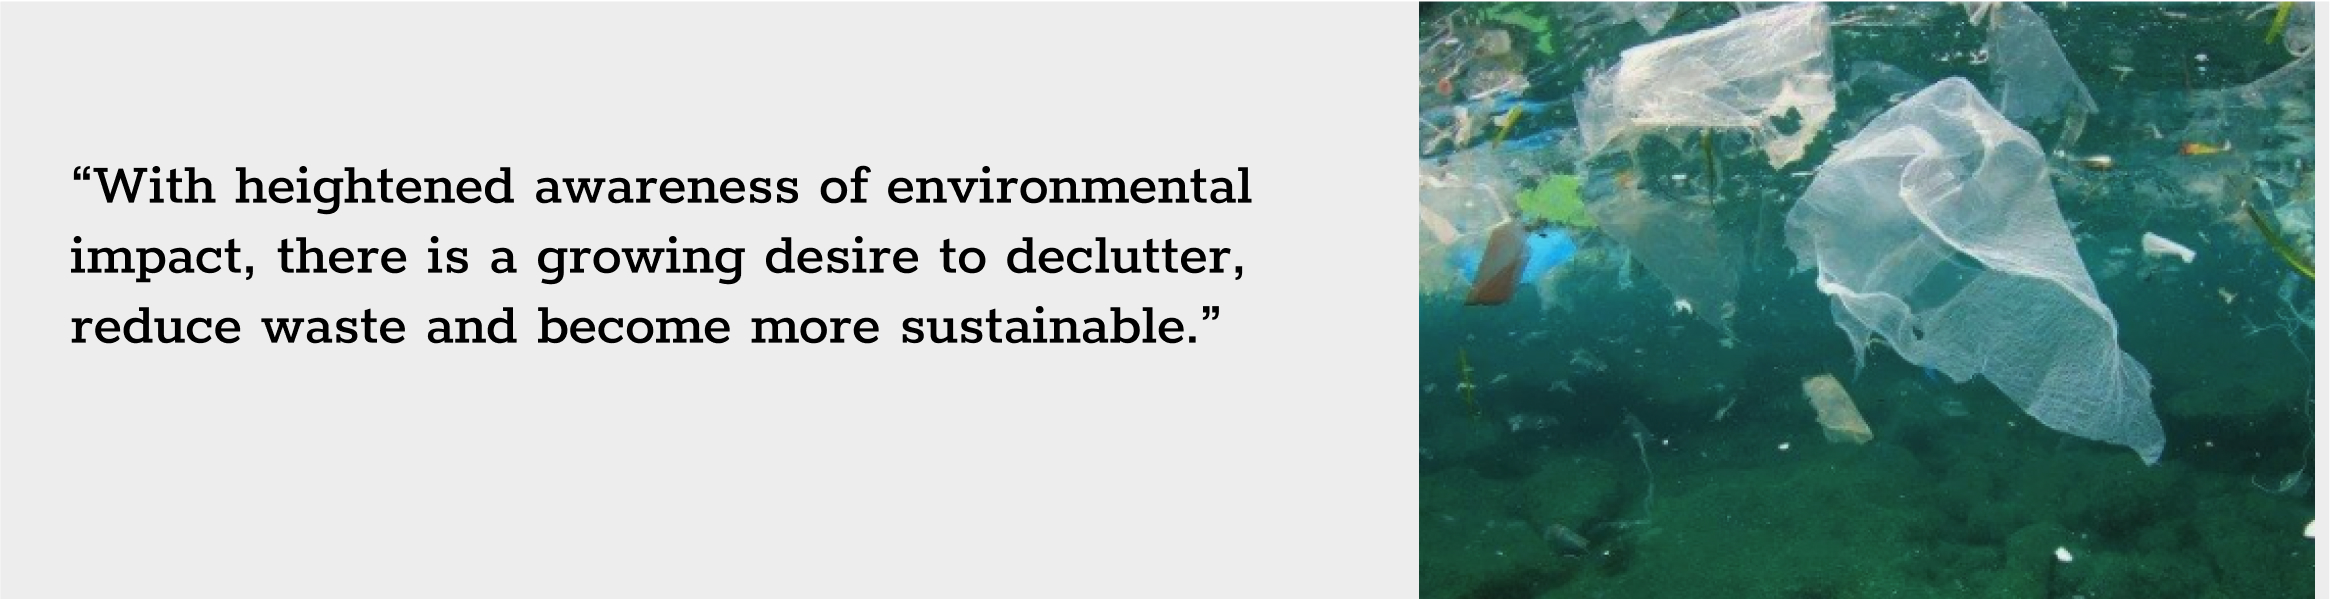 “With heightened awareness of environmental
impact, there is a growing desire to declutter,
reduce waste and become more sustainable.”